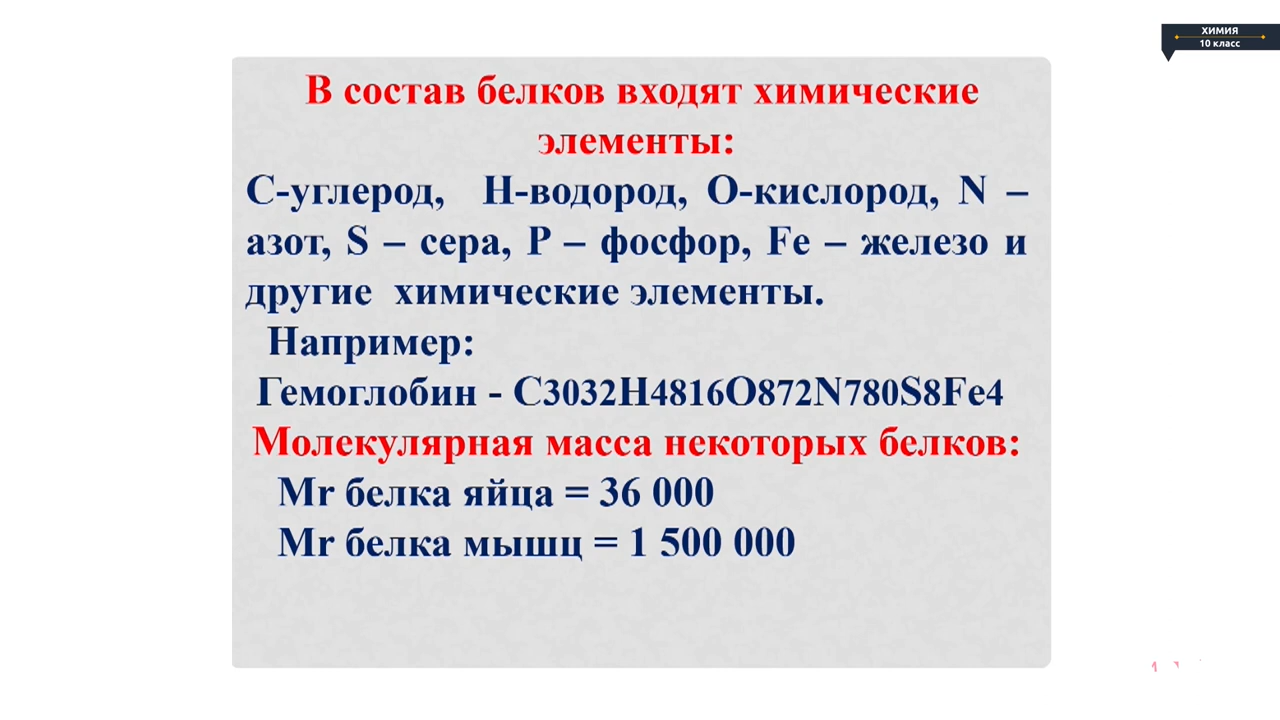 ХИМИЯ
10 класс
В состав белков входят химические
элементы:
С-углерод, Н-водород, О-кислород, N –
азот, S – сера, P – фосфор, Fe – железо и
другие химические элементы.
Например:
Гемоглобин - C3032H4816O872N780S8Fe4
Молекулярная масса некоторых белков:
Mr белка яйца = 36 000
Mr белка мышц = 1 500 000